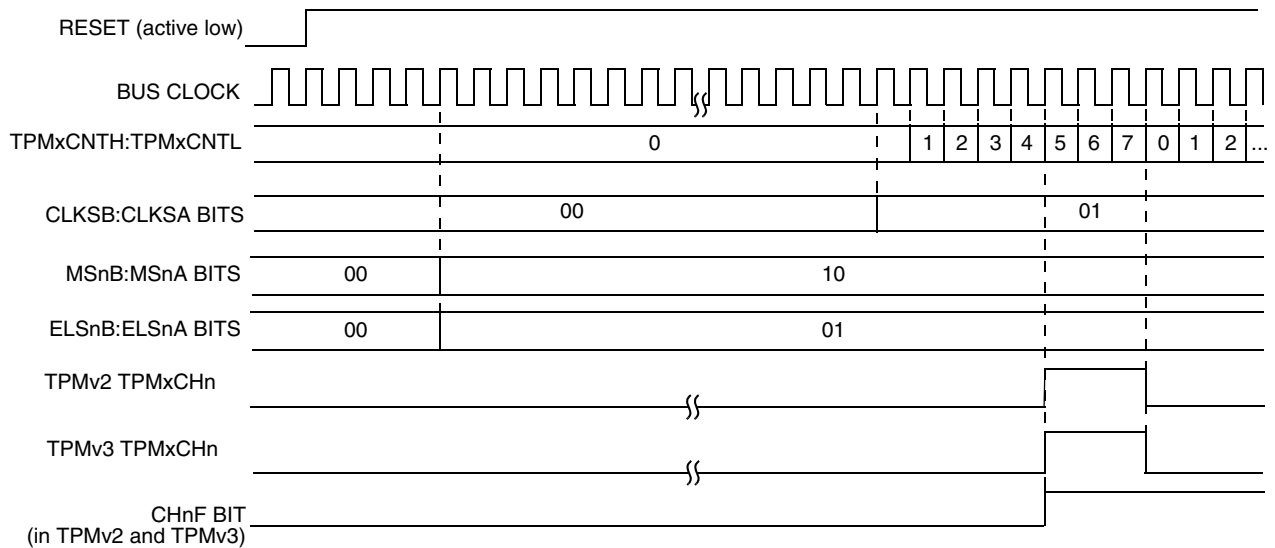 RESET (active low)
BUS CLOCK
TPMxCNTH:TPMxCNTL 0 1 2 3 4 5 6 7 0 1 2 ...
CLKSB:CLKSA BITS 00 01
MSnB:MSnA BITS 00 10
ELSnB:ELSnA BITS 00 01
TPMv2 TPMxCHn
TPMv3 TPMxCHn
CHnF BIT
(in TPMv2 and TPMv3)